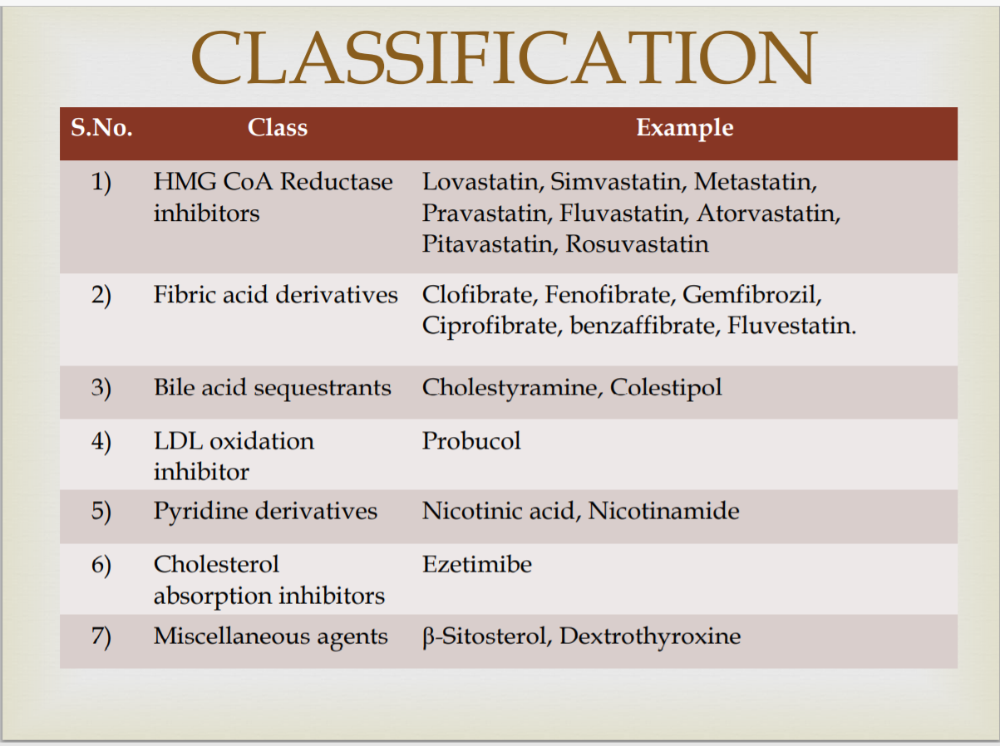 CLASSIFICATION
S.No. Class Example
1) HMG CoA Reductase inhibitors Lovastatin, Simvastatin, Metastatin, Pravastatin, Fluvastatin, Atorvastatin, Pitavastatin, Rosuvastatin
2) Fibric acid derivatives Clofibrate, Fenofibrate, Gemfibrozil, Ciprofibrate, benzaffibrate, Fluvestatin.
3) Bile acid sequestrants Cholestyramine, Colestipol
4) LDL oxidation inhibitor Probucol
5) Pyridine derivatives Nicotinic acid, Nicotinamide
6) Cholesterol absorption inhibitors Ezetimibe
7) Miscellaneous agents β-Sitosterol, Dextrothyroxine